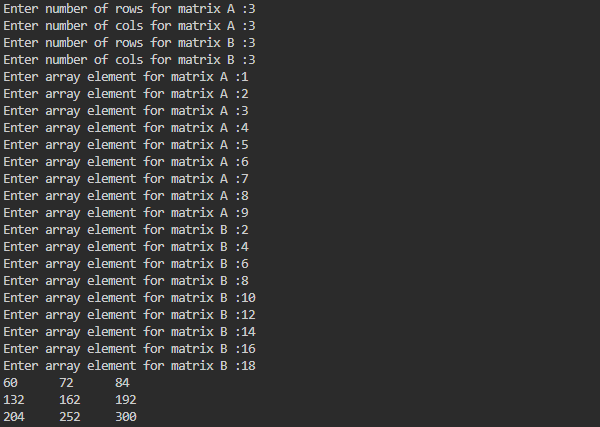 Enter number of rows for matrix A :3
Enter number of cols for matrix A :3
Enter number of rows for matrix B :3
Enter number of cols for matrix B :3
Enter array element for matrix A :1
Enter array element for matrix A :2
Enter array element for matrix A :3
Enter array element for matrix A :4
Enter array element for matrix A :5
Enter array element for matrix A :6
Enter array element for matrix A :7
Enter array element for matrix A :8
Enter array element for matrix A :9
Enter array element for matrix B :2
Enter array element for matrix B :4
Enter array element for matrix B :6
Enter array element for matrix B :8
Enter array element for matrix B :10
Enter array element for matrix B :12
Enter array element for matrix B :14
Enter array element for matrix B :16
Enter array element for matrix B :18
60 72 84
132 162 192
204 252 300